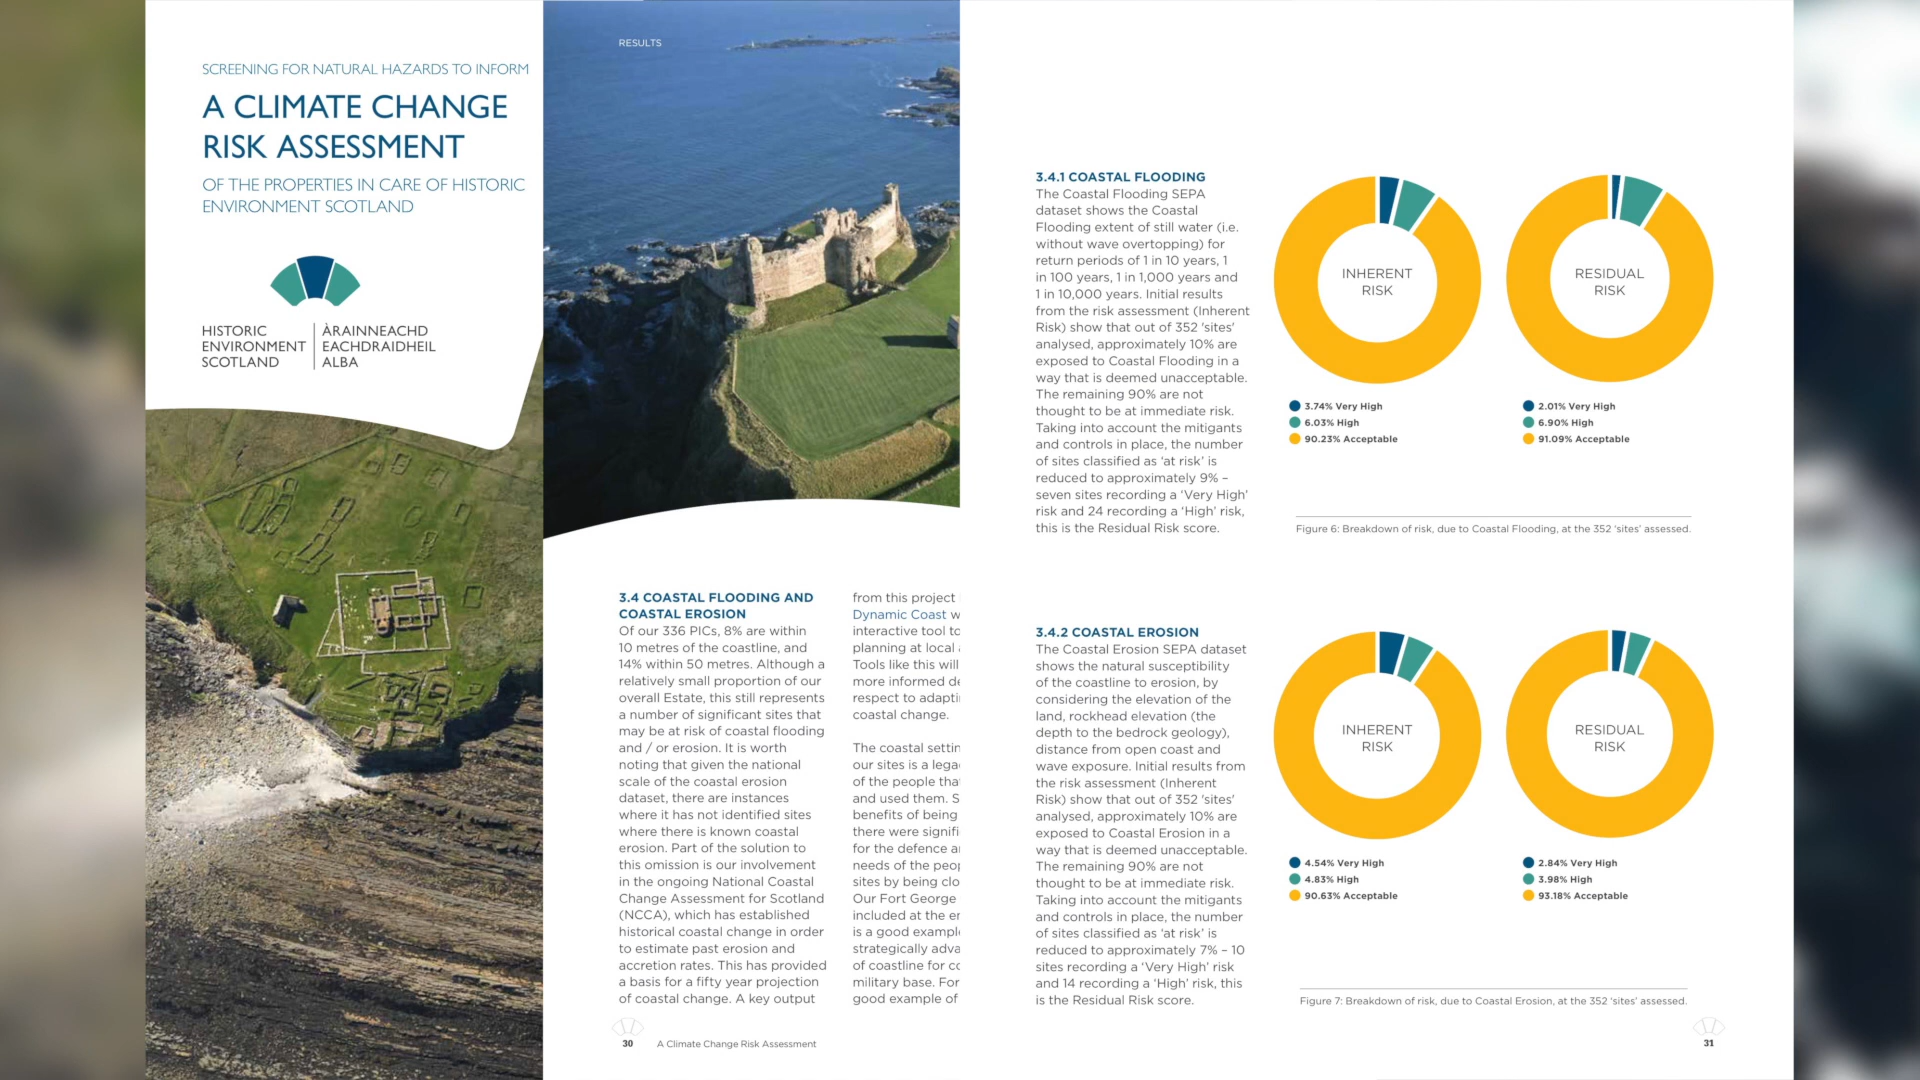 SCREENING FOR NATURAL HAZARDS TO INFORM
A CLIMATE CHANGE
RISK ASSESSMENT
OF THE PROPERTIES IN CARE OF HISTORIC
ENVIRONMENT SCOTLAND
HISTORIC
ENVIRONMENT
SCOTLAND
ÀRAINNEACHD
EACHDRAIDHEIL
ALBA
RESULTS
3.4 COASTAL FLOODING AND
COASTAL EROSION
Of our 336 PICs, 8% are within
10 metres of the coastline, and
14% within 50 metres. Although a
relatively small proportion of our
overall Estate, this still represents
a number of significant sites that
may be at risk of coastal flooding
and / or erosion. It is worth
noting that given the national
scale of the coastal erosion
dataset, there are instances
where it has not identified sites
where there is known coastal
erosion. Part of the solution to
this omission is our involvement
in the ongoing National Coastal
Change Assessment for Scotland
(NCCA), which has established
historical coastal change in order
to estimate past erosion and
accretion rates. This has provided
a basis for a fifty year projection
of coastal change. A key output
from this project
Dynamic Coast w
interactive tool to
planning at local
Tools like this will
more informed de
respect to adapti
coastal change.
The coastal settin
our sites is a lega
of the people tha
and used them. S
benefits of being
there were signifi
for the defence a
needs of the peop
sites by being clo
Our Fort George
included at the er
is a good example
strategically adva
of coastline for co
military base. For
good example of
30
A Climate Change Risk Assessment
3.4.1 COASTAL FLOODING
The Coastal Flooding SEPA
dataset shows the Coastal
Flooding extent of still water (i.e.
without wave overtopping) for
return periods of 1 in 10 years, 1
in 100 years, 1 in 1,000 years and
1 in 10,000 years. Initial results
from the risk assessment (Inherent
Risk) show that out of 352 'sites'
analysed, approximately 10% are
exposed to Coastal Flooding in a
way that is deemed unacceptable.
The remaining 90% are not
thought to be at immediate risk.
Taking into account the mitigants
and controls in place, the number
of sites classified as 'at risk' is
reduced to approximately 9% –
seven sites recording a 'Very High'
risk and 24 recording a 'High' risk,
this is the Residual Risk score.
INHERENT
RISK
3.74% Very High
6.03% High
90.23% Acceptable
RESIDUAL
RISK
2.01% Very High
6.90% High
91.09% Acceptable
Figure 6: Breakdown of risk, due to Coastal Flooding, at the 352 'sites' assessed.
3.4.2 COASTAL EROSION
The Coastal Erosion SEPA dataset
shows the natural susceptibility
of the coastline to erosion, by
considering the elevation of the
land, rockhead elevation (the
depth to the bedrock geology),
distance from open coast and
wave exposure. Initial results from
the risk assessment (Inherent
Risk) show that out of 352 'sites'
analysed, approximately 10% are
exposed to Coastal Erosion in a
way that is deemed unacceptable.
The remaining 90% are not
thought to be at immediate risk.
Taking into account the mitigants
and controls in place, the number
of sites classified as 'at risk' is
reduced to approximately 7% – 10
sites recording a 'Very High' risk
and 14 recording a 'High' risk, this
is the Residual Risk score.
INHERENT
RISK
4.54% Very High
4.83% High
90.63% Acceptable
RESIDUAL
RISK
2.84% Very High
3.98% High
93.18% Acceptable
Figure 7: Breakdown of risk, due to Coastal Erosion, at the 352 'sites' assessed.
31